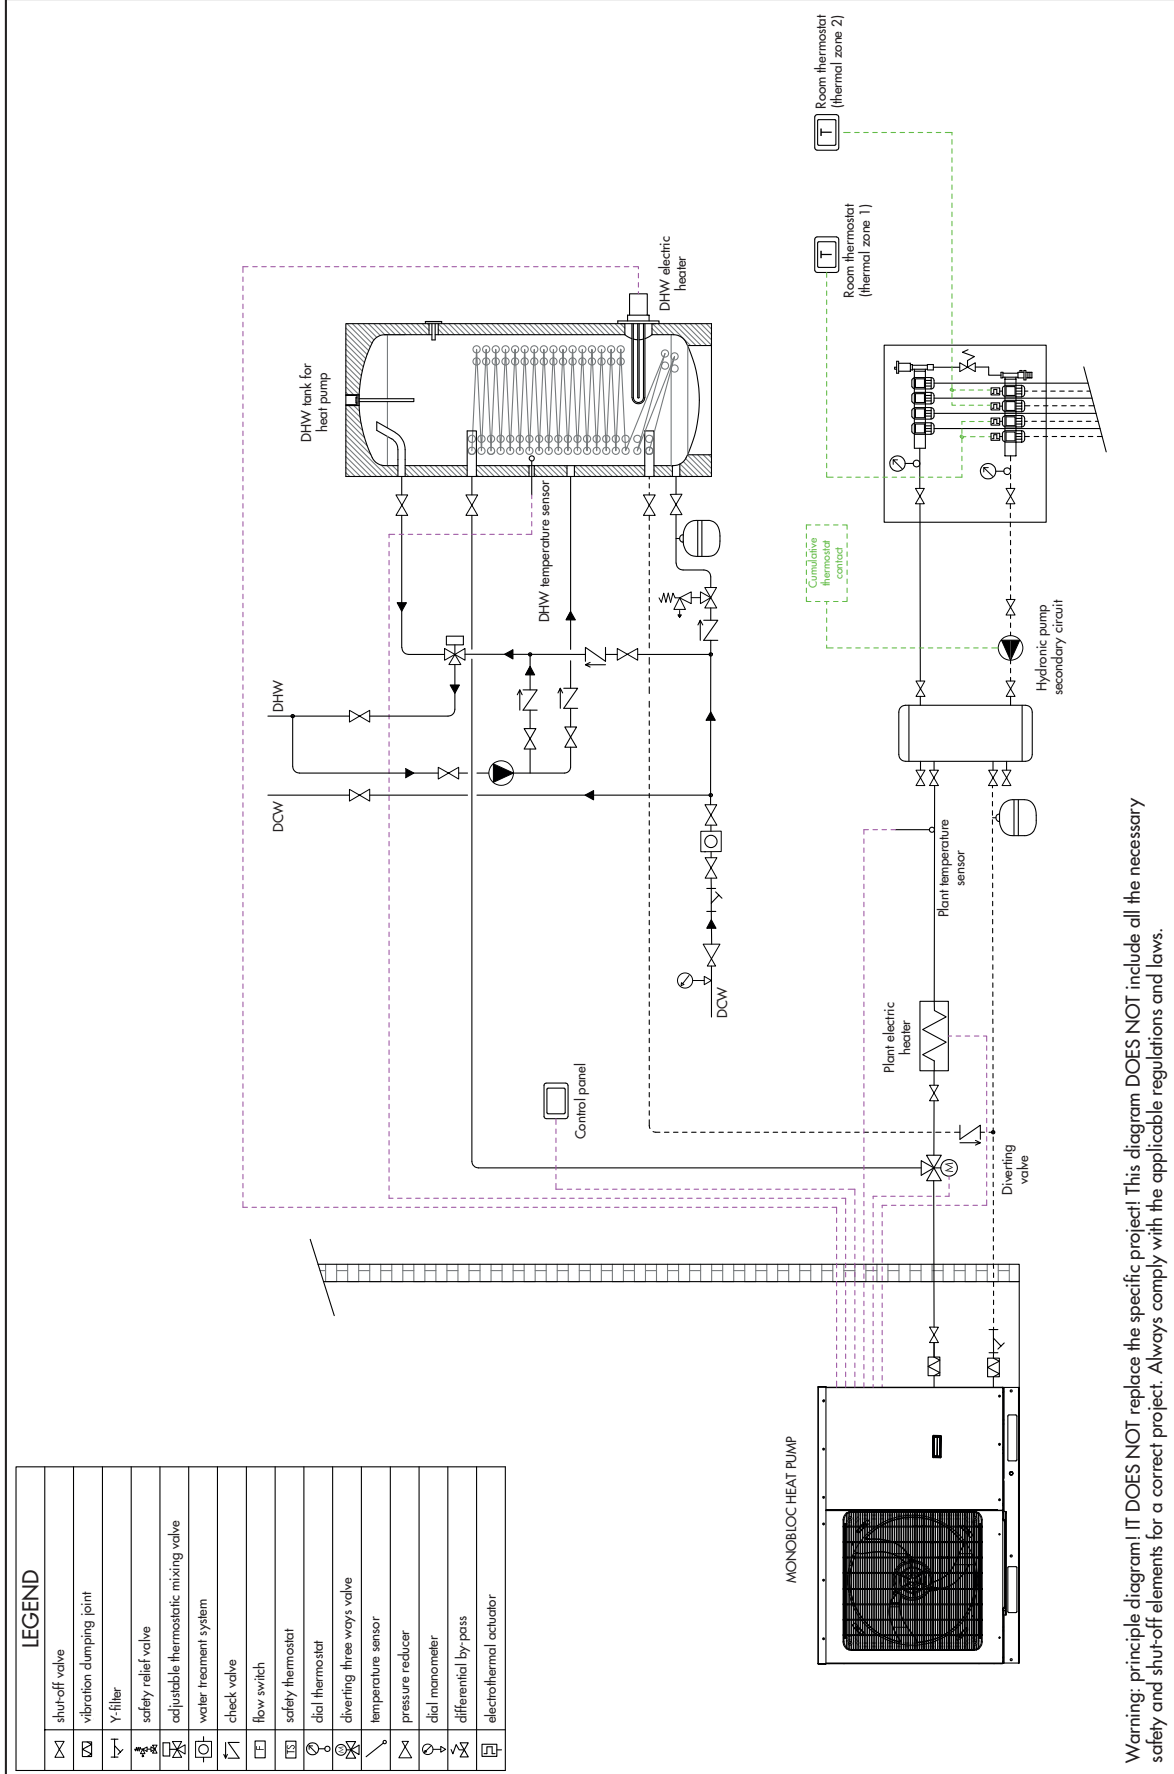 LEGEND
shut-off valve
vibration dumping joint
Y-filter
safety relief valve
adjustable thermostatic mixing valve
water treament system
check valve
F
flow switch
TS
safety thermostat
dial thermostat
M
diverting three ways valve
temperature sensor
pressure reducer
dial manometer
differential by-pass
electrothermal actuator
MONOBLOC HEAT PUMP
Control panel
M
Diverting
valve
Plant electric
heater
Plant temperature
sensor
DCW
DCW
DHW
DHW temperature sensor
DHW tank for
heat pump
DHW electric
heater
Hydronic pump
secondary circuit
Cumulative
thermostat
contact
T
Room thermostat
(thermal zone 1)
T
Room thermostat
(thermal zone 2)
Warning: principle diagram! IT DOES NOT replace the specific project! This diagram DOES NOT include all the necessary
safety and shut-off elements for a correct project. Always comply with the applicable regulations and laws.